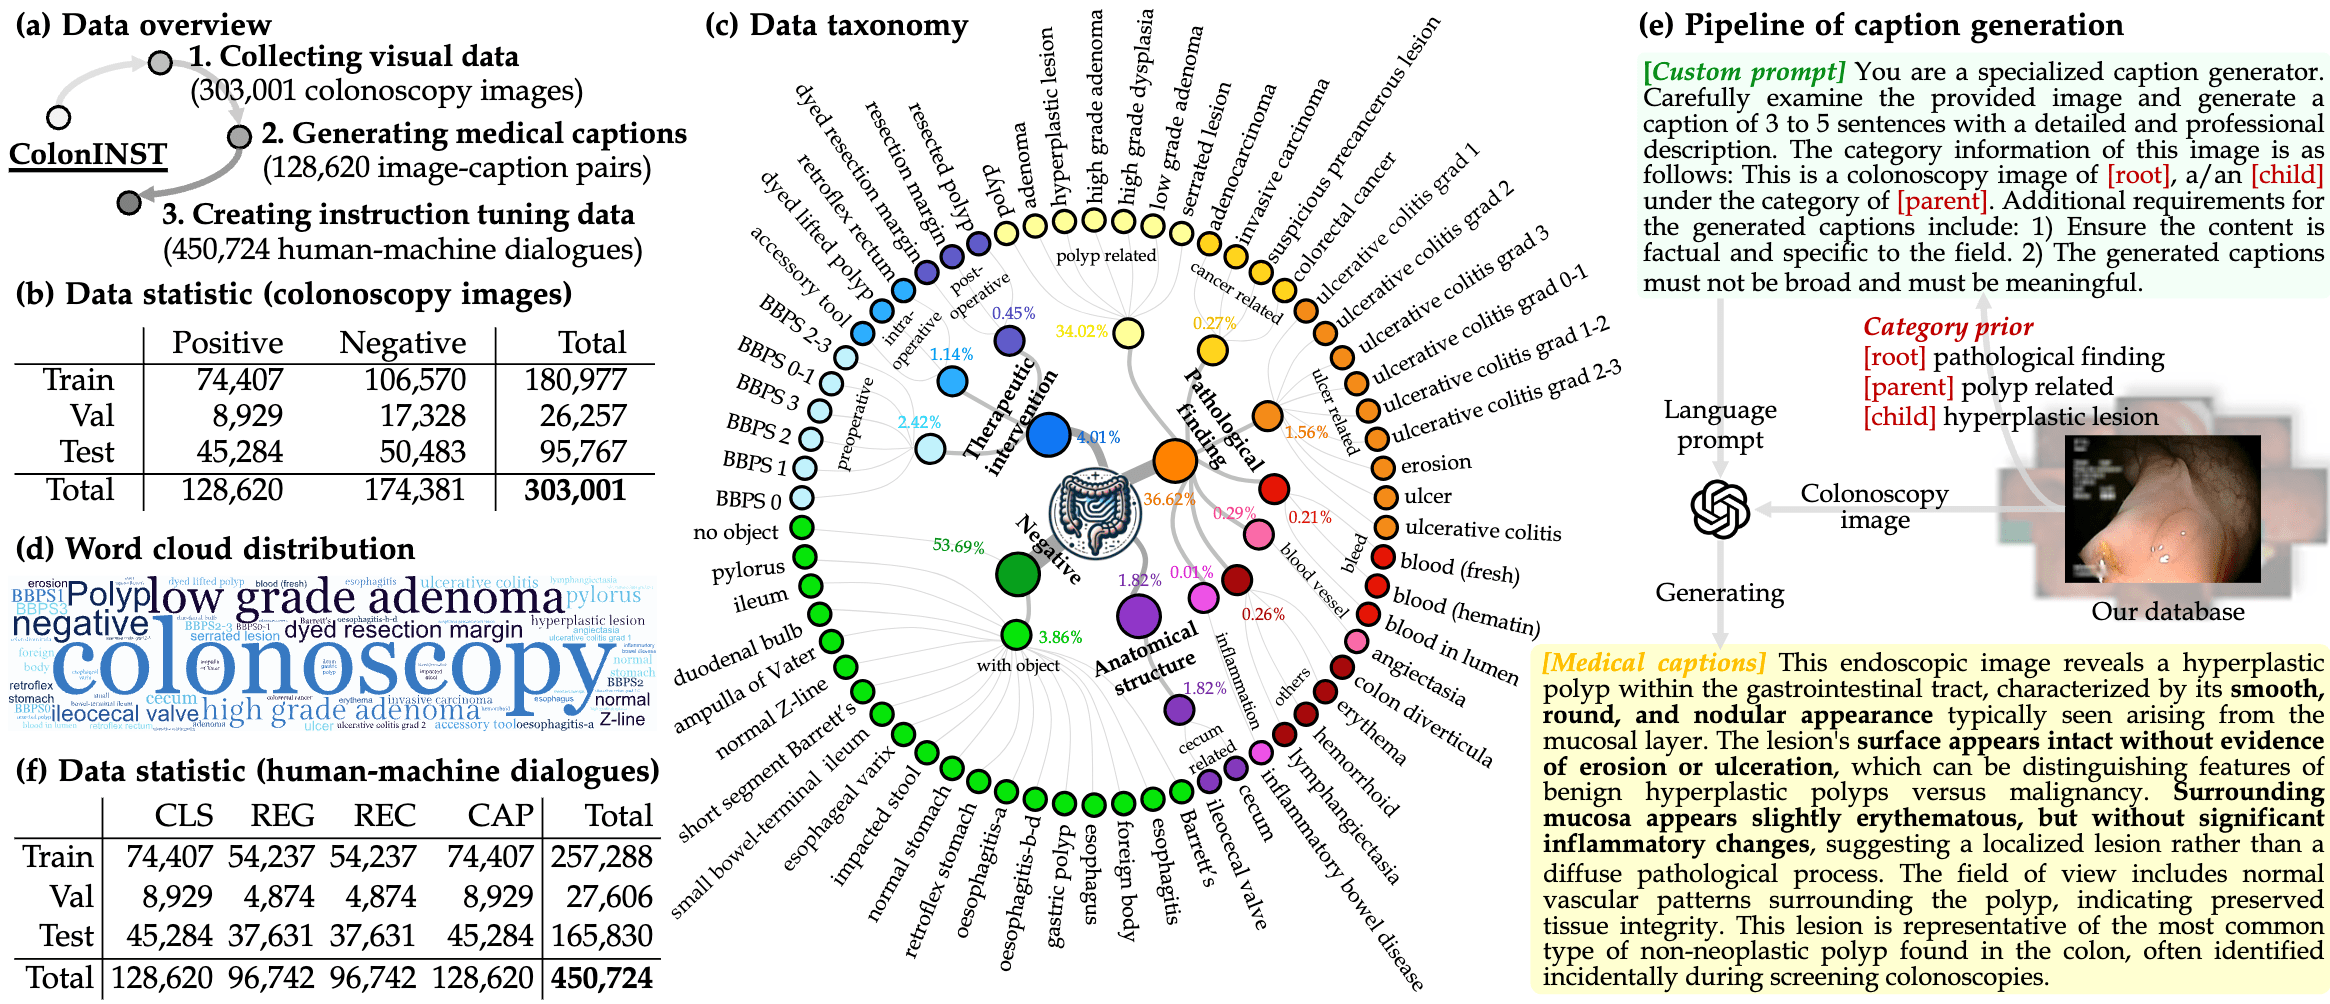 (a) Data overview
1. Collecting visual data
(303,001 colonoscopy images)
2. Generating medical captions
(128,620 image-caption pairs)
ColonINST
3. Creating instruction tuning data
(450,724 human-machine dialogues)
(b) Data statistic (colonoscopy images)
Positive Negative Total
Train 74,407 106,570 180,977
Val 8,929 17,328 26,257
Test 45,284 50,483 95,767
Total 128,620 174,381 303,001
(d) Word cloud distribution
erosion
dyed lifted polyp
blood (fresh)
esophagitis
ulcerative colitis
lymphangiectasia
BBPS1
Polyp
low grade adenoma
pylorus
BBPS3
negative
BBPS2-3
BBPS0-1
Barrett's
oesophagitis-b-d
serrated lesion
dyed resection margin
hyperplastic lesion
angiectasia
ulcerative colitis grad 1
colonoscopy
foreign body
normal stomach
BBPS2
retroflex stomach
cecum
colorectal cancer
erythema
invasive carcinoma
esophagus
normal Z-line
BBPS0
ileocecal valve
high grade adenoma
adenoma
ulcer
ulcerative colitis grad 2
accessory tool
oesophagitis-a
blood in lumen
retroflex rectum
(f) Data statistic (human-machine dialogues)
CLS REG REC CAP Total
Train 74,407 54,237 54,237 74,407 257,288
Val 8,929 4,874 4,874 8,929 27,606
Test 45,284 37,631 37,631 45,284 165,830
Total 128,620 96,742 96,742 128,620 450,724
(c) Data taxonomy
polyp
adenoma
hyperplastic lesion
high grade adenoma
high grade dysplasia
low grade adenoma
serrated lesion
adenocarcinoma
invasive carcinoma
suspicious precancerous lesion
colorectal cancer
ulcerative colitis grad 1
ulcerative colitis grad 2
ulcerative colitis grad 3
ulcerative colitis grad 0-1
ulcerative colitis grad 1-2
ulcerative colitis grad 2-3
erosion
ulcer
ulcerative colitis
blood (fresh)
blood (hematin)
blood in lumen
angiectasia
colon diverticula
erythema
hemorrhoid
lymphangiectasia
inflammatory bowel disease
cecum
ileocecal valve
Barrett's
esophagitis
foreign body
esophagus
gastric polyp
oesophagitis-b-d
oesophagitis-a
retroflex stomach
normal stomach
impacted stool
esophageal varix
small bowel-terminal ileum
short segment Barrett's
normal Z-line
ampulla of Vater
duodenal bulb
ileum
pylorus
no object
BBPS 0
BBPS 1
BBPS 2
BBPS 3
BBPS 0-1
BBPS 2-3
accessory tool
dyed lifted polyp
retroflex rectum
dyed resection margin
resection margin
resected polyp
polyp related
34.02%
cancer related
0.27%
ulcer related
1.56%
bleed
0.21%
blood vessel
0.29%
others
0.26%
inflammation
0.01%
cecum
related
1.82%
Anatomical
structure
1.82%
Pathological
finding
36.62%
with object
3.86%
Negative
53.69%
preoperative
2.42%
intra-
operative
1.14%
post-
operative
0.45%
Therapeutic
intervention
4.01%
(e) Pipeline of caption generation
[Custom prompt] You are a specialized caption generator.
Carefully examine the provided image and generate a
caption of 3 to 5 sentences with a detailed and professional
description. The category information of this image is as
follows: This is a colonoscopy image of [root], a/an [child]
under the category of [parent]. Additional requirements for
the generated captions include: 1) Ensure the content is
factual and specific to the field. 2) The generated captions
must not be broad and must be meaningful.
Category prior
[root] pathological finding
[parent] polyp related
[child] hyperplastic lesion
Language
prompt
Colonoscopy
image
Generating
Our database
[Medical captions] This endoscopic image reveals a hyperplastic
polyp within the gastrointestinal tract, characterized by its smooth,
round, and nodular appearance typically seen arising from the
mucosal layer. The lesion's surface appears intact without evidence
of erosion or ulceration, which can be distinguishing features of
benign hyperplastic polyps versus malignancy. Surrounding
mucosa appears slightly erythematous, but without significant
inflammatory changes, suggesting a localized lesion rather than a
diffuse pathological process. The field of view includes normal
vascular patterns surrounding the polyp, indicating preserved
tissue integrity. This lesion is representative of the most common
type of non-neoplastic polyp found in the colon, often identified
incidentally during screening colonoscopies.